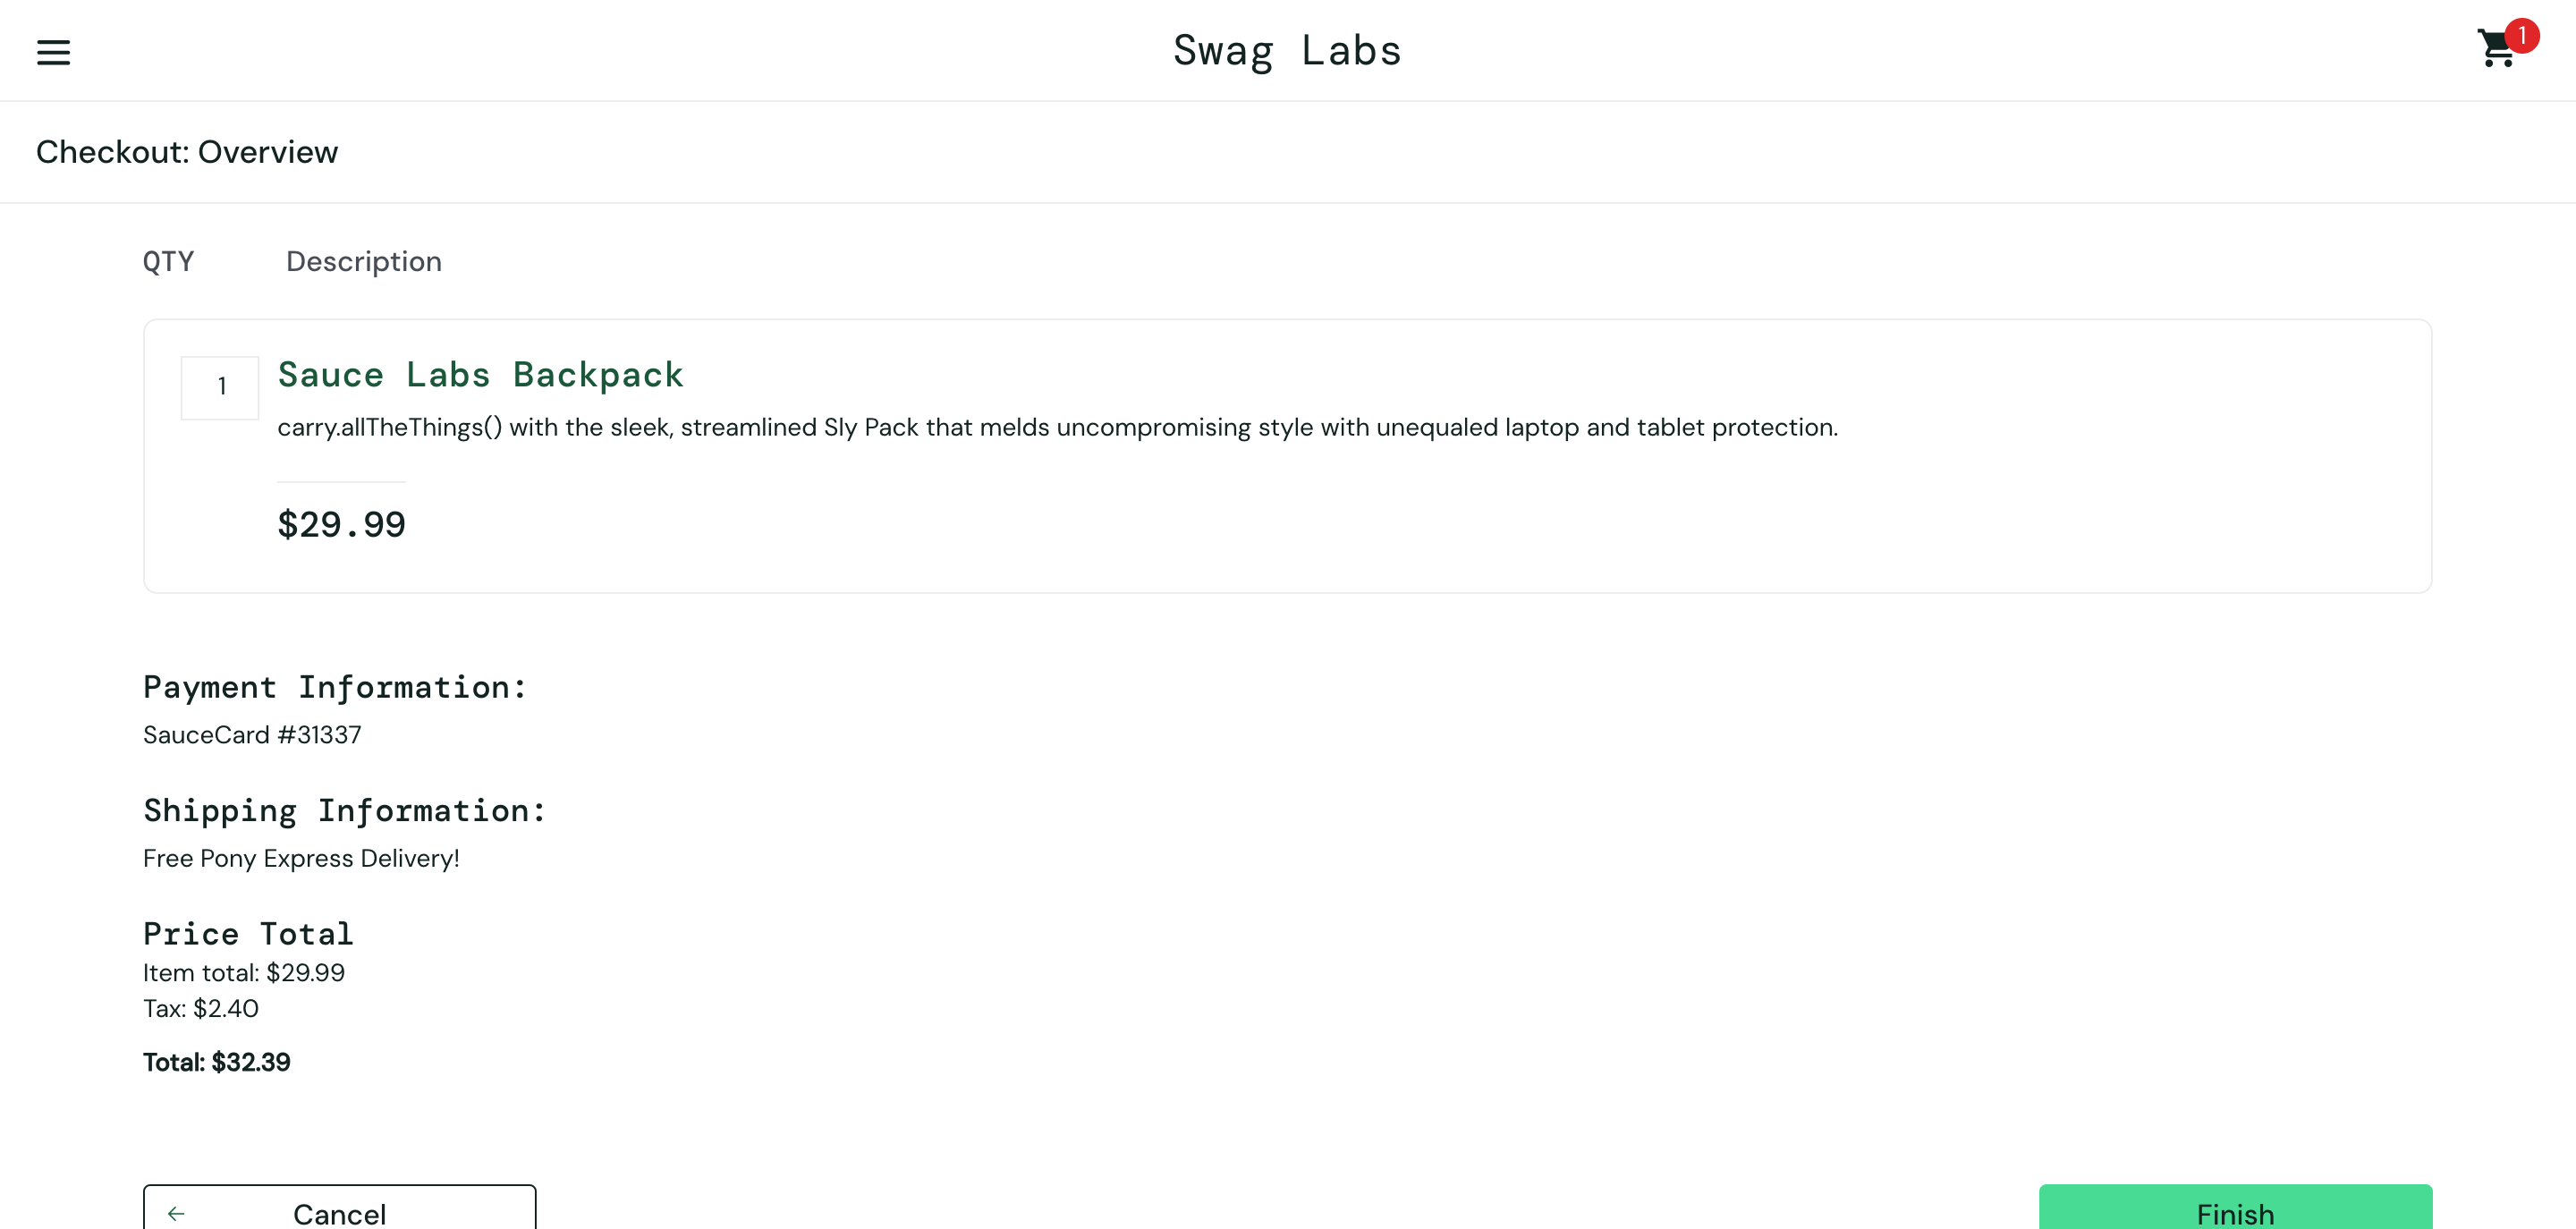 Swag Labs
1
Checkout: Overview
QTY Description
1
Sauce Labs Backpack
carry.allTheThings() with the sleek, streamlined Sly Pack that melds uncompromising style with unequaled laptop and tablet protection.
$29.99
Payment Information:
SauceCard #31337
Shipping Information:
Free Pony Express Delivery!
Price Total
Item total: $29.99
Tax: $2.40
Total: $32.39
Cancel
Finish